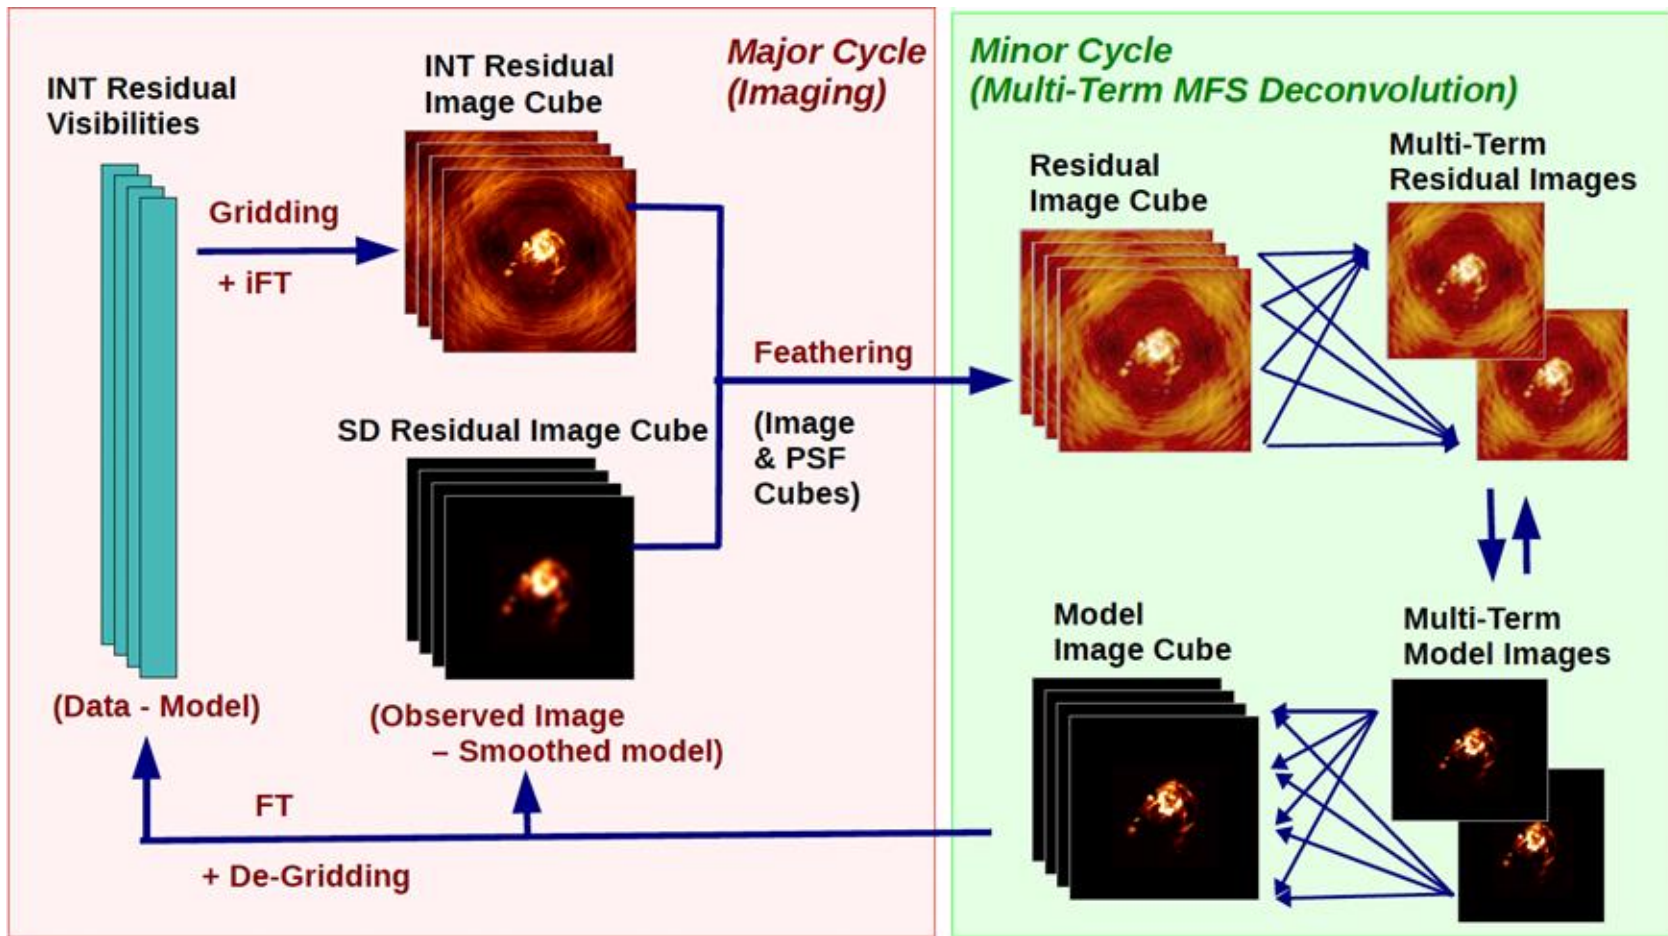 Major Cycle
(Imaging)
INT Residual
Visibilities
INT Residual
Image Cube
Gridding
+ iFT
SD Residual Image Cube
Feathering
(Image
& PSF
Cubes)
(Data - Model)
(Observed Image
– Smoothed model)
FT
+ De-Gridding
Minor Cycle
(Multi-Term MFS Deconvolution)
Residual
Image Cube
Multi-Term
Residual Images
Model
Image Cube
Multi-Term
Model Images